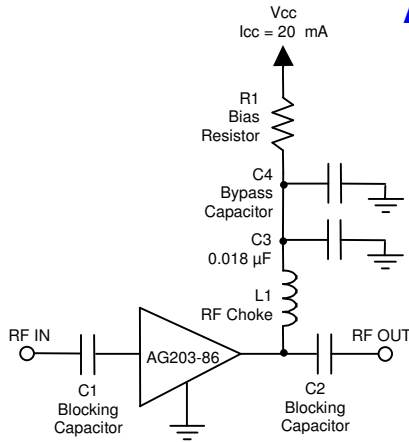 Vcc
Icc = 20 mA
R1
Bias
Resistor
C4
Bypass
Capacitor
C3
0.018 µF
L1
RF Choke
RF IN
AG203-86
RF OUT
C1
Blocking
Capacitor
C2
Blocking
Capacitor